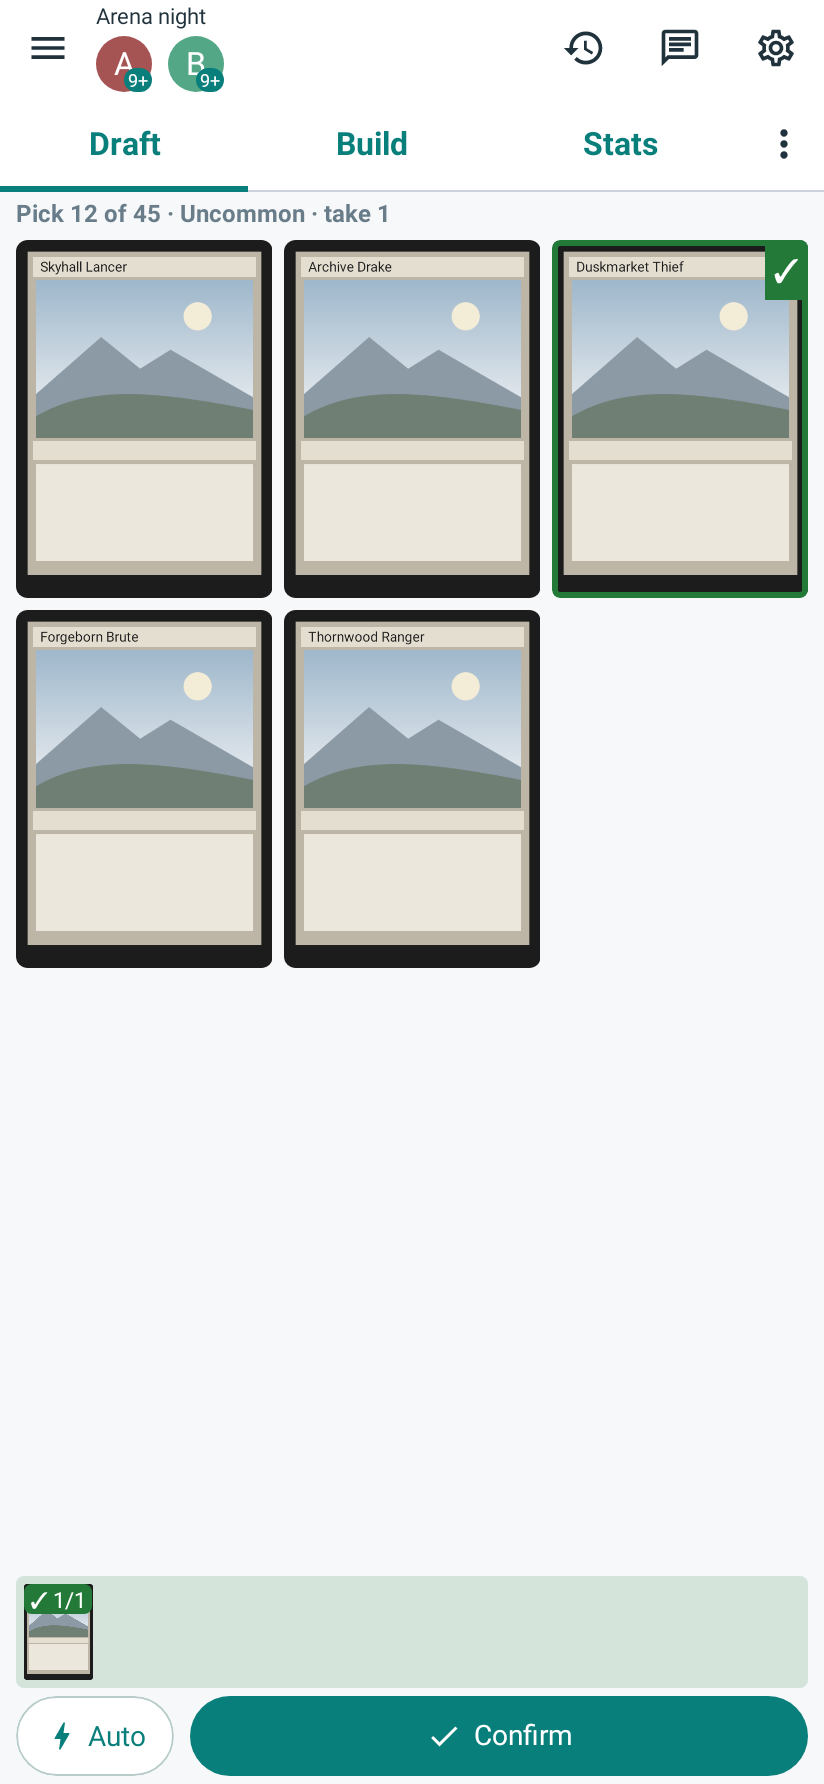 Arena night
A 9+ B 9+
Draft Build Stats
Pick 12 of 45 · Uncommon · take 1
Skyhall Lancer
Archive Drake
Duskmarket Thief
✓
Forgeborn Brute
Thornwood Ranger
✓ 1/1
Auto
Confirm